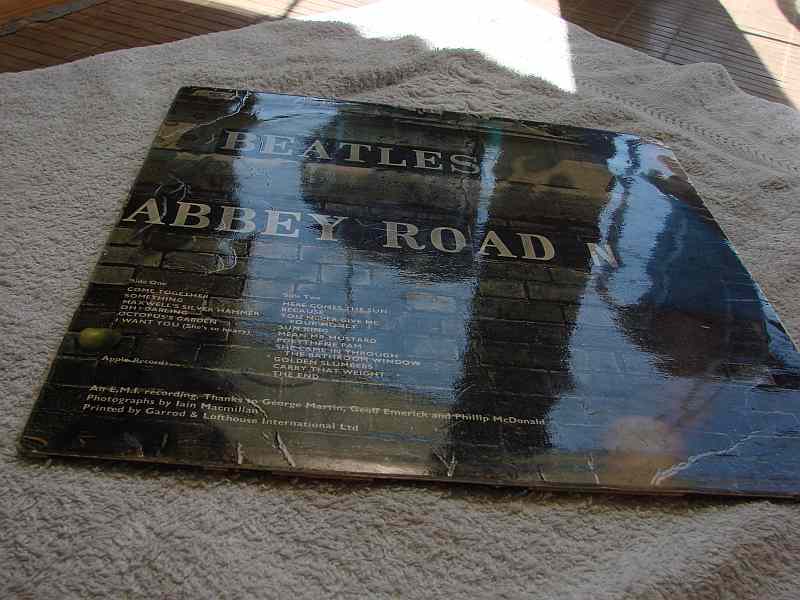 BEATLES
ABBEY ROAD N
Side One
COME TOGETHER
SOMETHING
MAXWELL'S SILVER HAMMER
OH! DARLING
OCTOPUS'S GARDEN
I WANT YOU (She's so heavy)
Side Two
HERE COMES THE SUN
BECAUSE
YOU NEVER GIVE ME
YOUR MONEY
SUN KING
MEAN MR MUSTARD
POLYTHENE PAM
SHE CAME IN THROUGH
THE BATHROOM WINDOW
GOLDEN SLUMBERS
CARRY THAT WEIGHT
THE END
Apple Records
An E.M.I. recording. Thanks to George Martin, Geoff Emerick and Phillip McDonald
Photographs by Iain Macmillan
Printed by Garrod & Lofthouse International Ltd